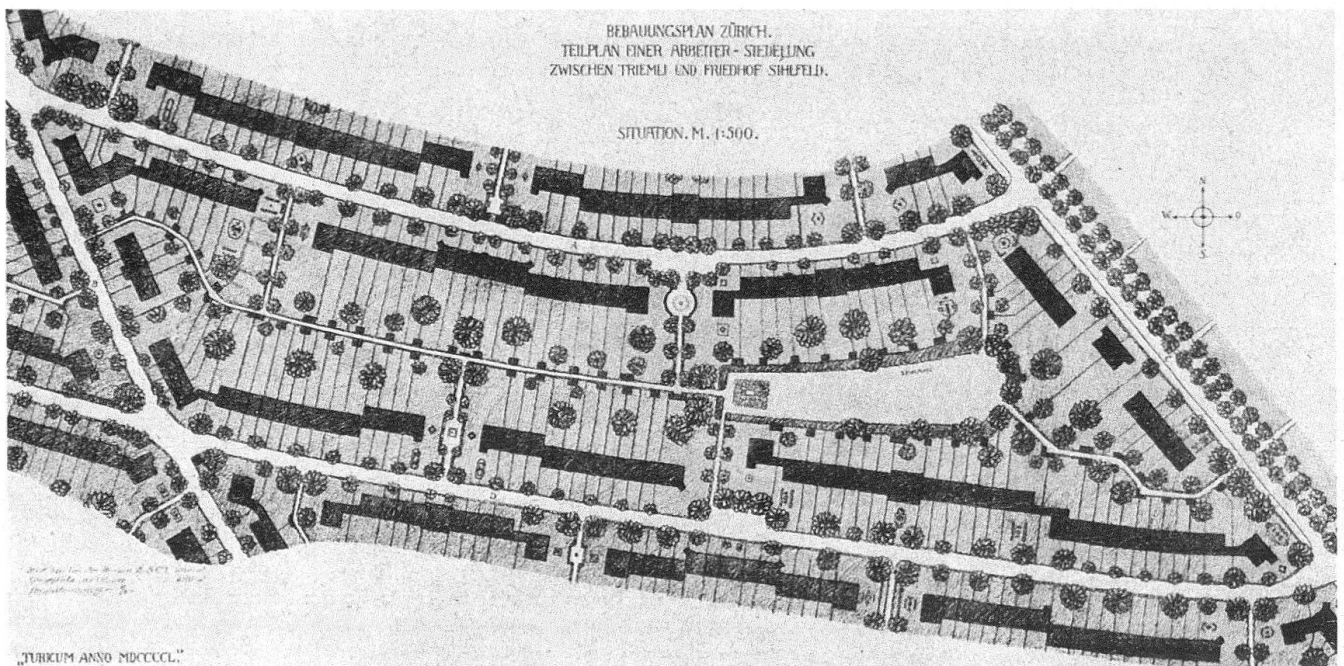 BEBAUUNGSPLAN ZÜRICH.
TEILPLAN EINER ARBEITER-SIEDELUNG
ZWISCHEN TRIEMLI UND FRIEDHOF SIHLFELD.
SITUATION. M. 1:500.
N
W O
S
„TURICUM ANNO MDCCCCL."